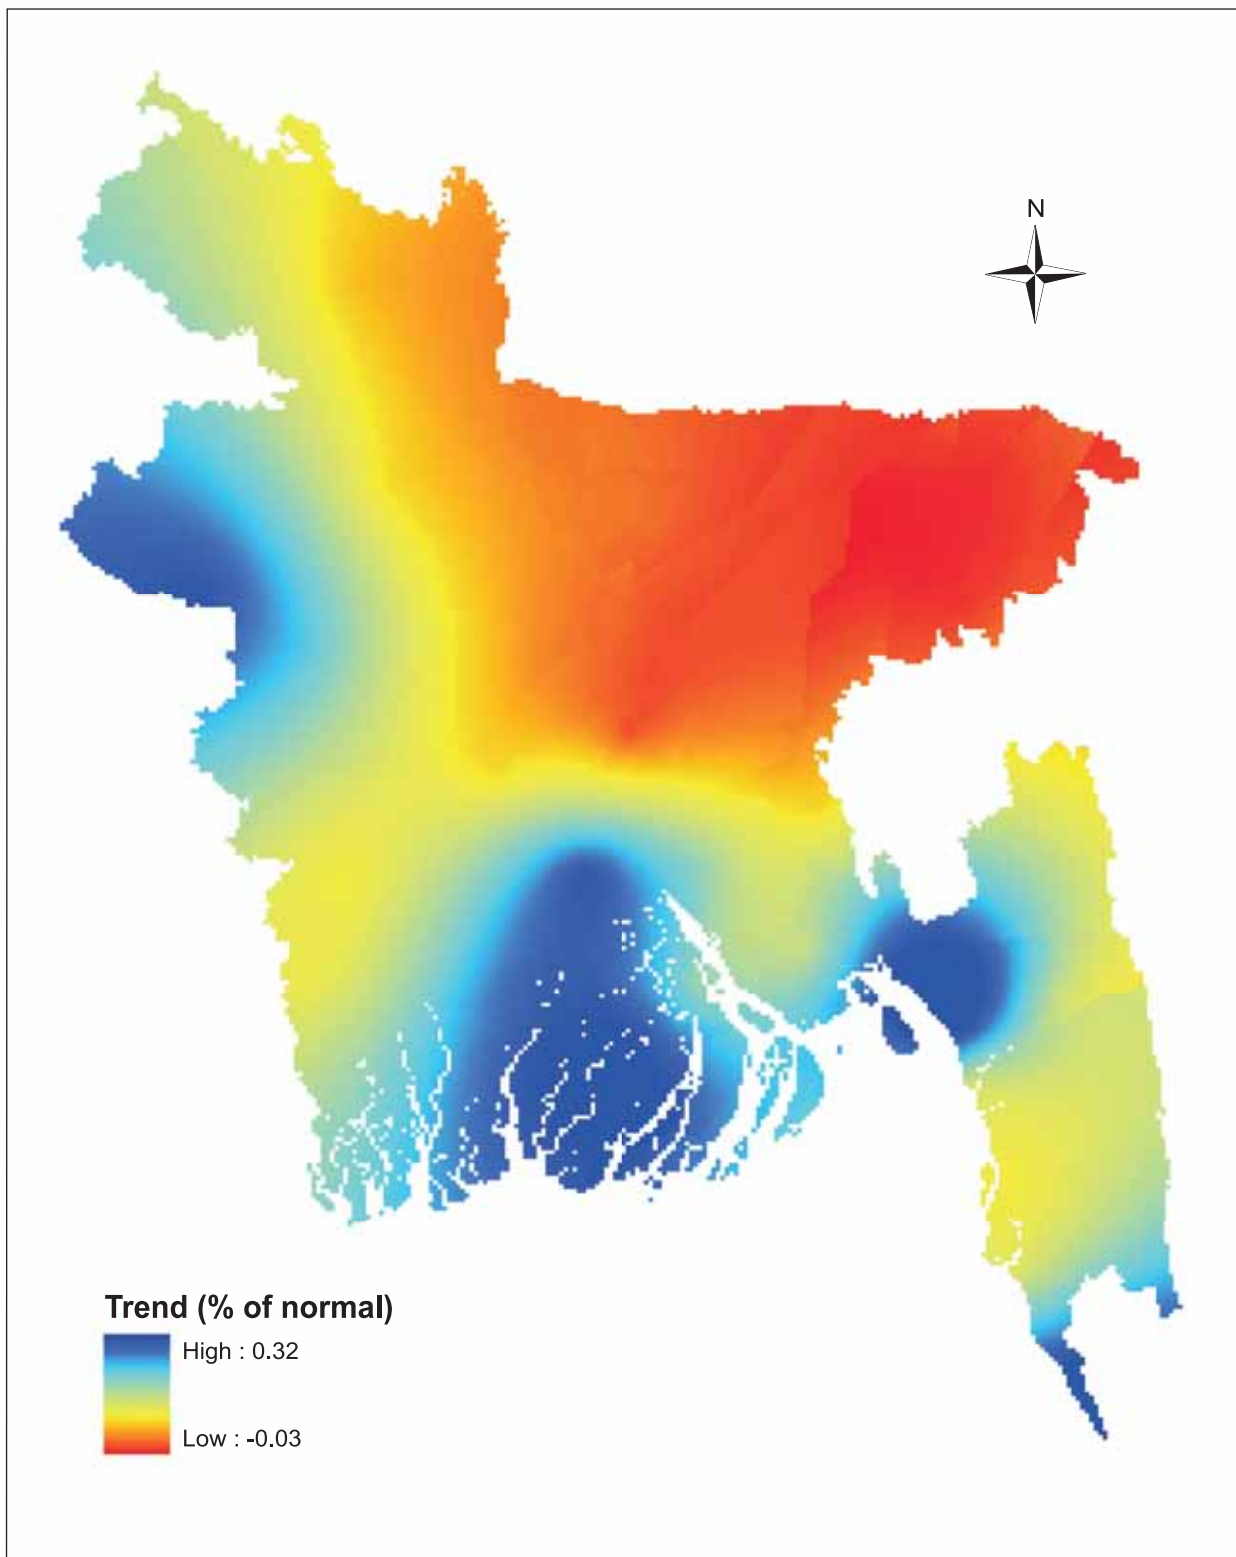 N
Trend (% of normal)
High : 0.32
Low : -0.03